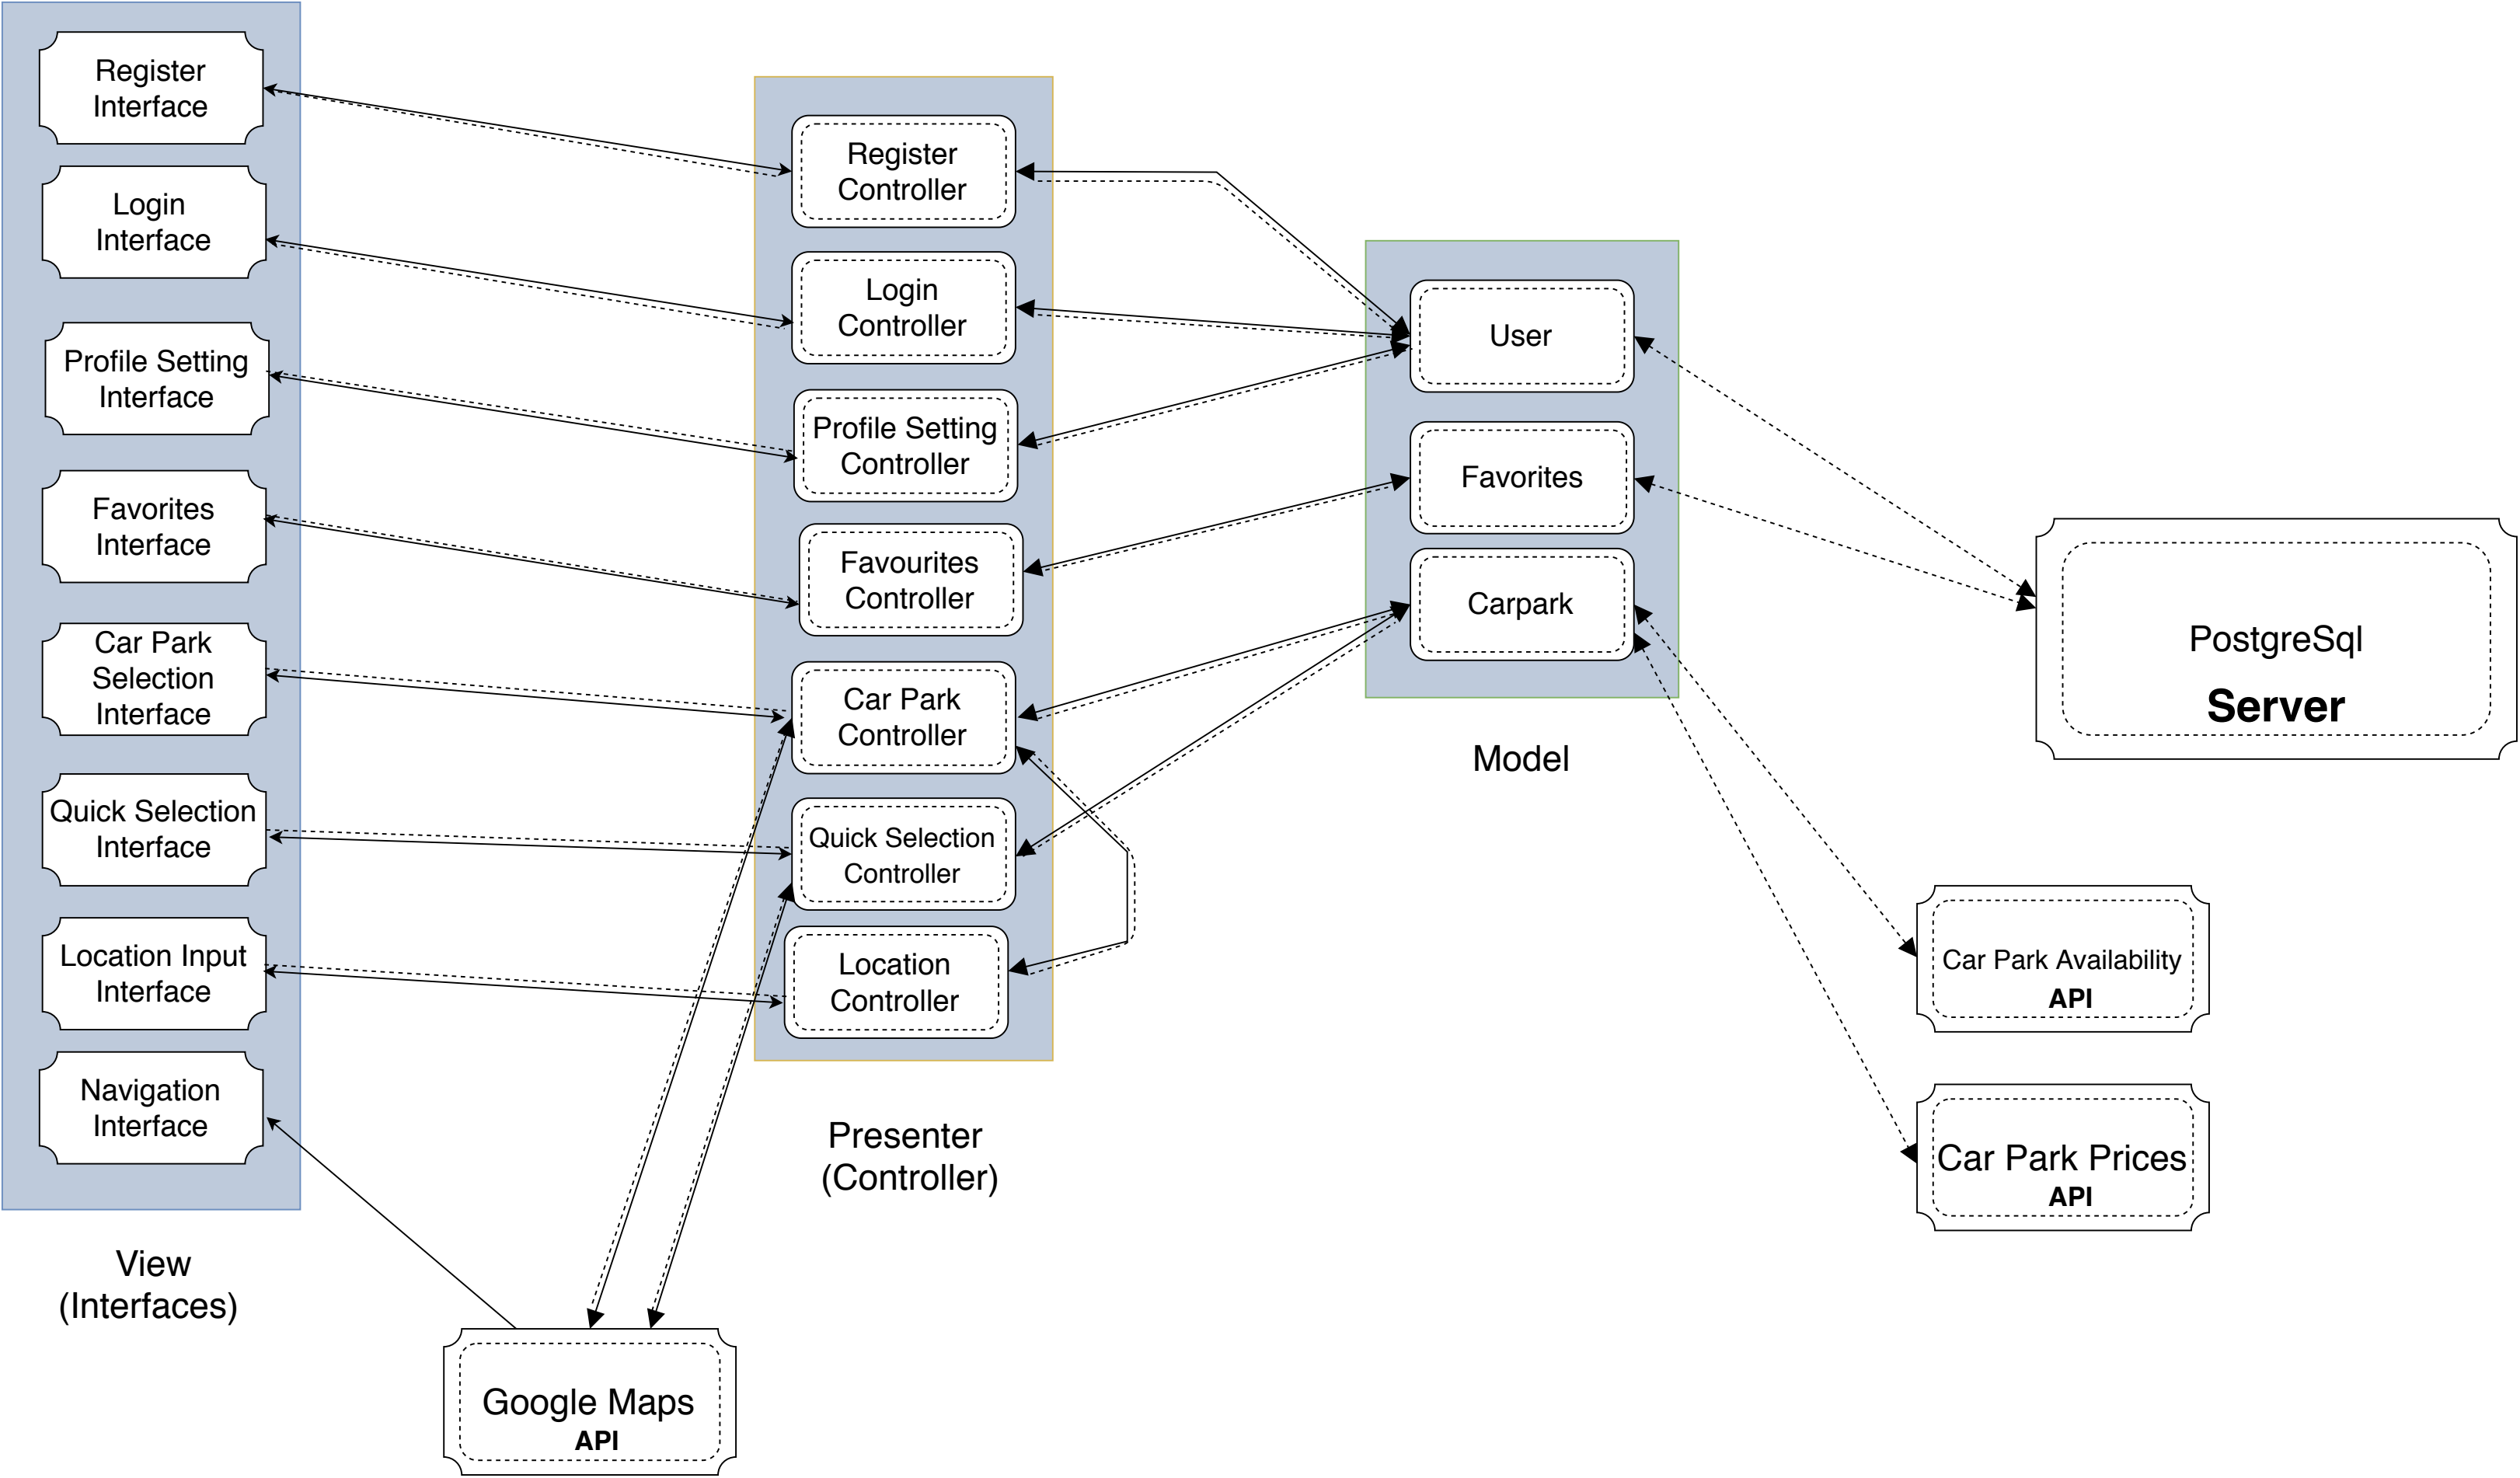 Register
Interface
Login
Interface
Profile Setting
Interface
Favorites
Interface
Car Park
Selection
Interface
Quick Selection
Interface
Location Input
Interface
Navigation
Interface
View
(Interfaces)
Register
Controller
Login
Controller
Profile Setting
Controller
Favourites
Controller
Car Park
Controller
Quick Selection
Controller
Location
Controller
Presenter
(Controller)
Google Maps
API
User
Favorites
Carpark
Model
PostgreSql
Server
Car Park Availability
API
Car Park Prices
API